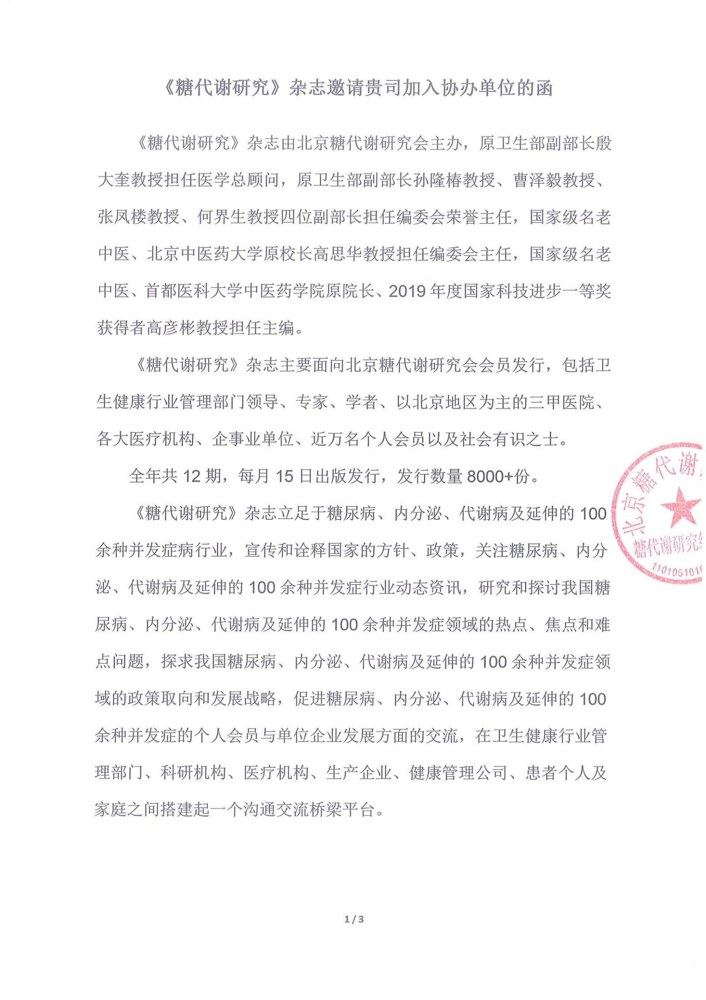 《糖代谢研究》杂志邀请贵司加入协办单位的函
《糖代谢研究》杂志由北京糖代谢研究会主办，原卫生部副部长殷
大奎教授担任医学总顾问，原卫生部副部长孙隆椿教授、曹泽毅教授、
张凤楼教授、何界生教授四位副部长担任编委会荣誉主任，国家级名老
中医、北京中医药大学原校长高思华教授担任编委会主任，国家级名老
中医、首都医科大学中医药学院原院长、2019 年度国家科技进步一等奖
获得者高彦彬教授担任主编。
《糖代谢研究》杂志主要面向北京糖代谢研究会会员发行，包括卫
生健康行业管理部门领导、专家、学者、以北京地区为主的三甲医院、
各大医疗机构、企事业单位、近万名个人会员以及社会有识之士。
全年共 12 期，每月 15 日出版发行，发行数量 8000+份。
《糖代谢研究》杂志立足于糖尿病、内分泌、代谢病及延伸的 100
余种并发症病行业，宣传和诠释国家的方针、政策，关注糖尿病、内分
泌、代谢病及延伸的 100 余种并发症行业动态资讯，研究和探讨我国糖
尿病、内分泌、代谢病及延伸的 100 余种并发症领域的热点、焦点和难
点问题，探求我国糖尿病、内分泌、代谢病及延伸的 100 余种并发症领
域的政策取向和发展战略，促进糖尿病、内分泌、代谢病及延伸的 100
余种并发症的个人会员与单位企业发展方面的交流，在卫生健康行业管
理部门、科研机构、医疗机构、生产企业、健康管理公司、患者个人及
家庭之间搭建起一个沟通交流桥梁平台。
北京糖代谢
糖代谢研究
110106101
1 / 3